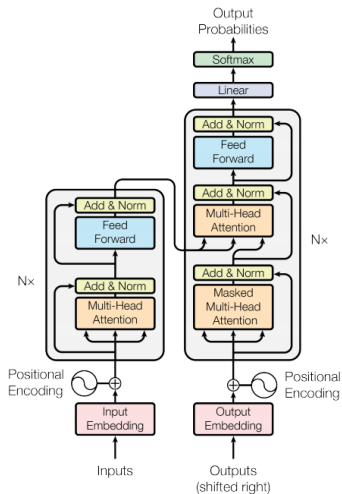 Output
Probabilities
Softmax
Linear
Add & Norm
Feed
Forward
Add & Norm
Multi-Head
Attention
Add & Norm
Masked
Multi-Head
Attention
N×
Add & Norm
Feed
Forward
Add & Norm
Multi-Head
Attention
N×
Positional
Encoding
Positional
Encoding
Input
Embedding
Output
Embedding
Inputs
Outputs
(shifted right)